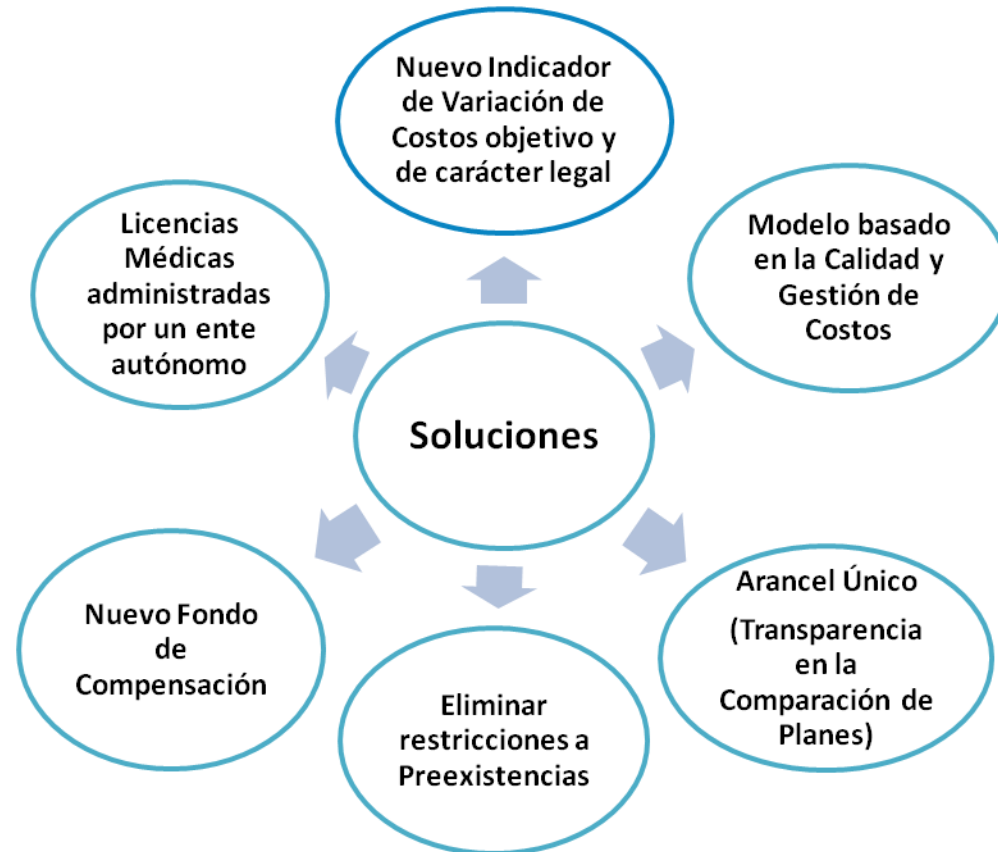 Nuevo Indicador
de Variación de
Costos objetivo y
de carácter legal
Modelo basado
en la Calidad y
Gestión de
Costos
Arancel Único
(Transparencia
en la
Comparación de
Planes)
Eliminar
restricciones a
Preexistencias
Nuevo Fondo
de
Compensación
Licencias
Médicas
administradas
por un ente
autónomo
Soluciones